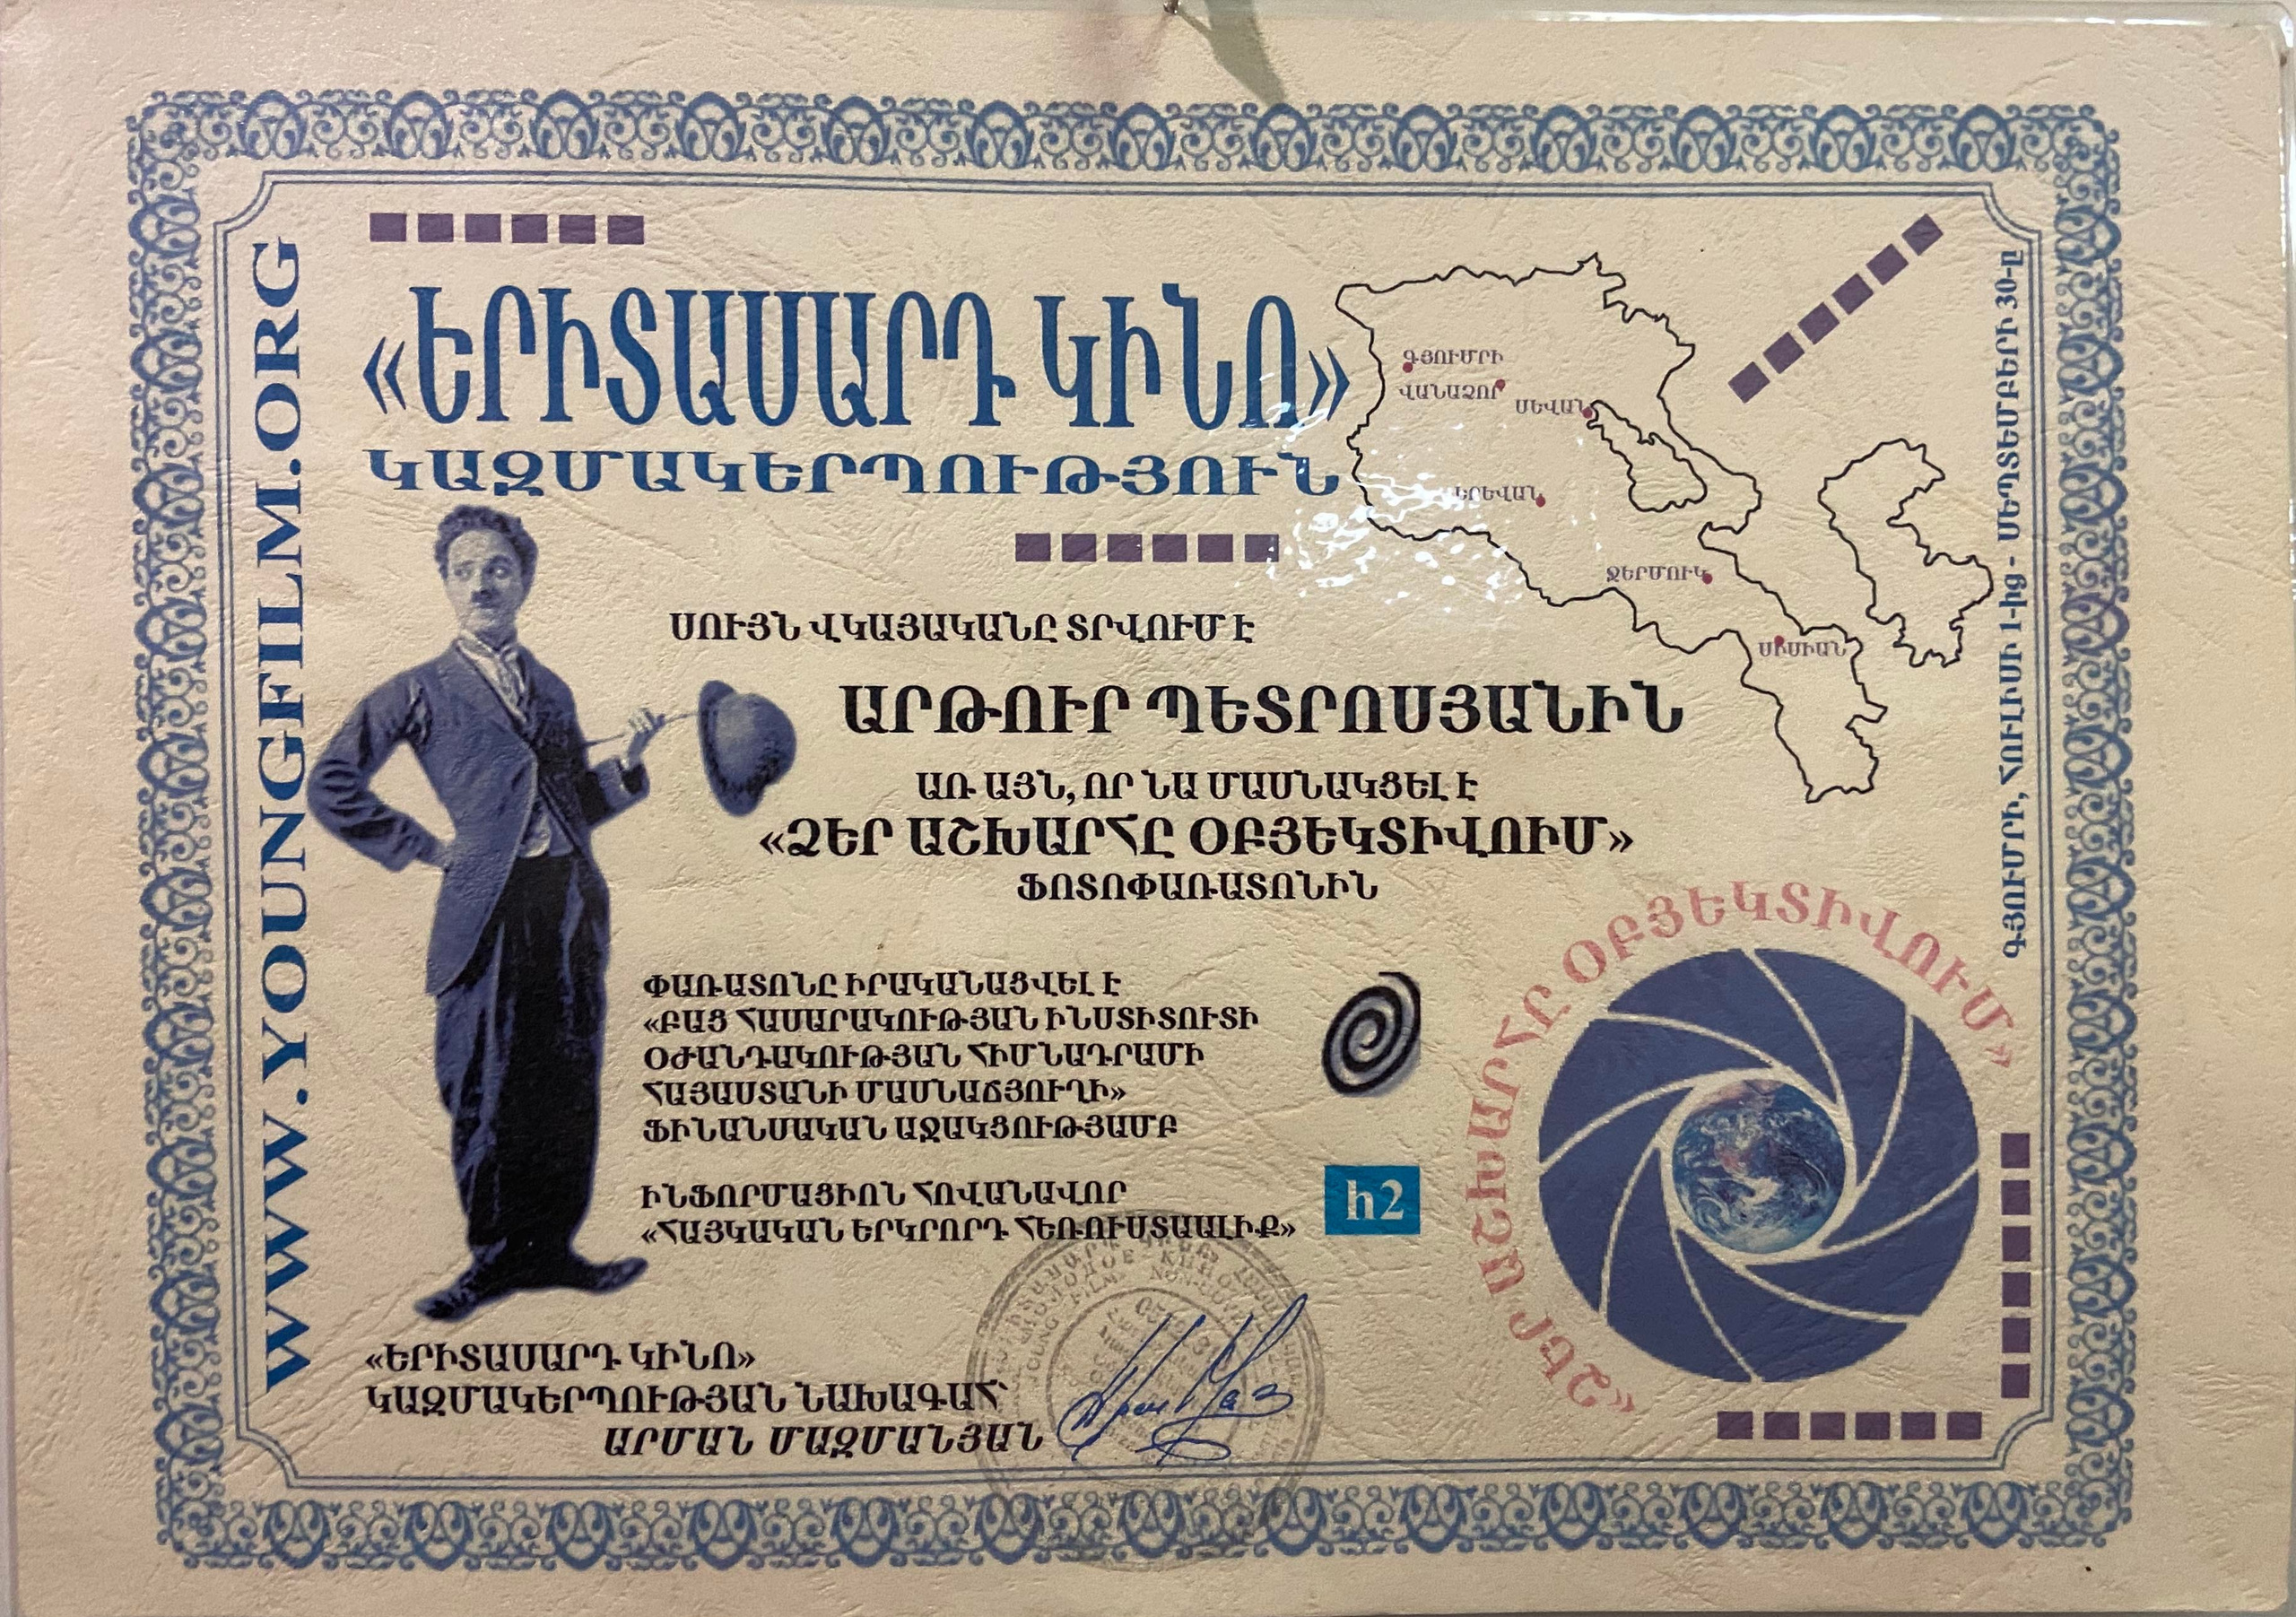 WWW.YOUNGFILM.ORG
«ԵՐԻՏԱՍԱՐԴ ԿԻՆՈ»
ԿԱԶՄԱԿԵՐՊՈՒԹՅՈՒՆ
ԳՅՈՒՄՐԻ
ՎԱՆԱՁՈՐ
ՍԵՎԱՆ
ԵՐԵՎԱՆ
ՋԵՐՄՈՒԿ
ՍԻՍԻԱՆ
ԳՅՈՒՄՐԻ, ՀՈՒԼԻՍԻ 1-ից - ՍԵՊՏԵՄԲԵՐԻ 30-ը
ՍՈՒՅՆ ՎԿԱՅԱԿԱՆԸ ՏՐՎՈՒՄ Է
ԱՐԹՈՒՐ ՊԵՏՐՈՍՅԱՆԻՆ
ԱՌ ԱՅՆ, ՈՐ ՆԱ ՄԱՍՆԱԿՑԵԼ Է
«ՁԵՐ ԱՇԽԱՐՀԸ ՕԲՅԵԿՏԻՎՈՒՄ»
ՖՈՏՈՓԱՌԱՏՈՆԻՆ
ՓԱՌԱՏՈՆԸ ԻՐԱԿԱՆԱՑՎԵԼ Է
«ԲԱՑ ՀԱՍԱՐԱԿՈՒԹՅԱՆ ԻՆՍՏԻՏՈՒՏԻ
ՕԺԱՆԴԱԿՈՒԹՅԱՆ ՀԻՄՆԱԴՐԱՄԻ
ՀԱՅԱՍՏԱՆԻ ՄԱՍՆԱՃՅՈՒՂԻ»
ՖԻՆԱՆՍԱԿԱՆ ԱՋԱԿՑՈՒԹՅԱՄԲ
ԻՆՖՈՐՄԱՑԻՈՆ ՀՈՎԱՆԱՎՈՐ
«ՀԱՅԿԱԿԱՆ ԵՐԿՐՈՐԴ ՀԵՌՈՒՍՏԱԱԼԻՔ»
h2
«ՁԵՐ ԱՇԽԱՐՀԸ ՕԲՅԵԿՏԻՎՈՒՄ»
«ԵՐԻՏԱՍԱՐԴ ԿԻՆՈ»
ԿԱԶՄԱԿԵՐՊՈՒԹՅԱՆ ՆԱԽԱԳԱՀ՝
ԱՐՄԱՆ ՄԱԶՄԱՆՅԱՆ